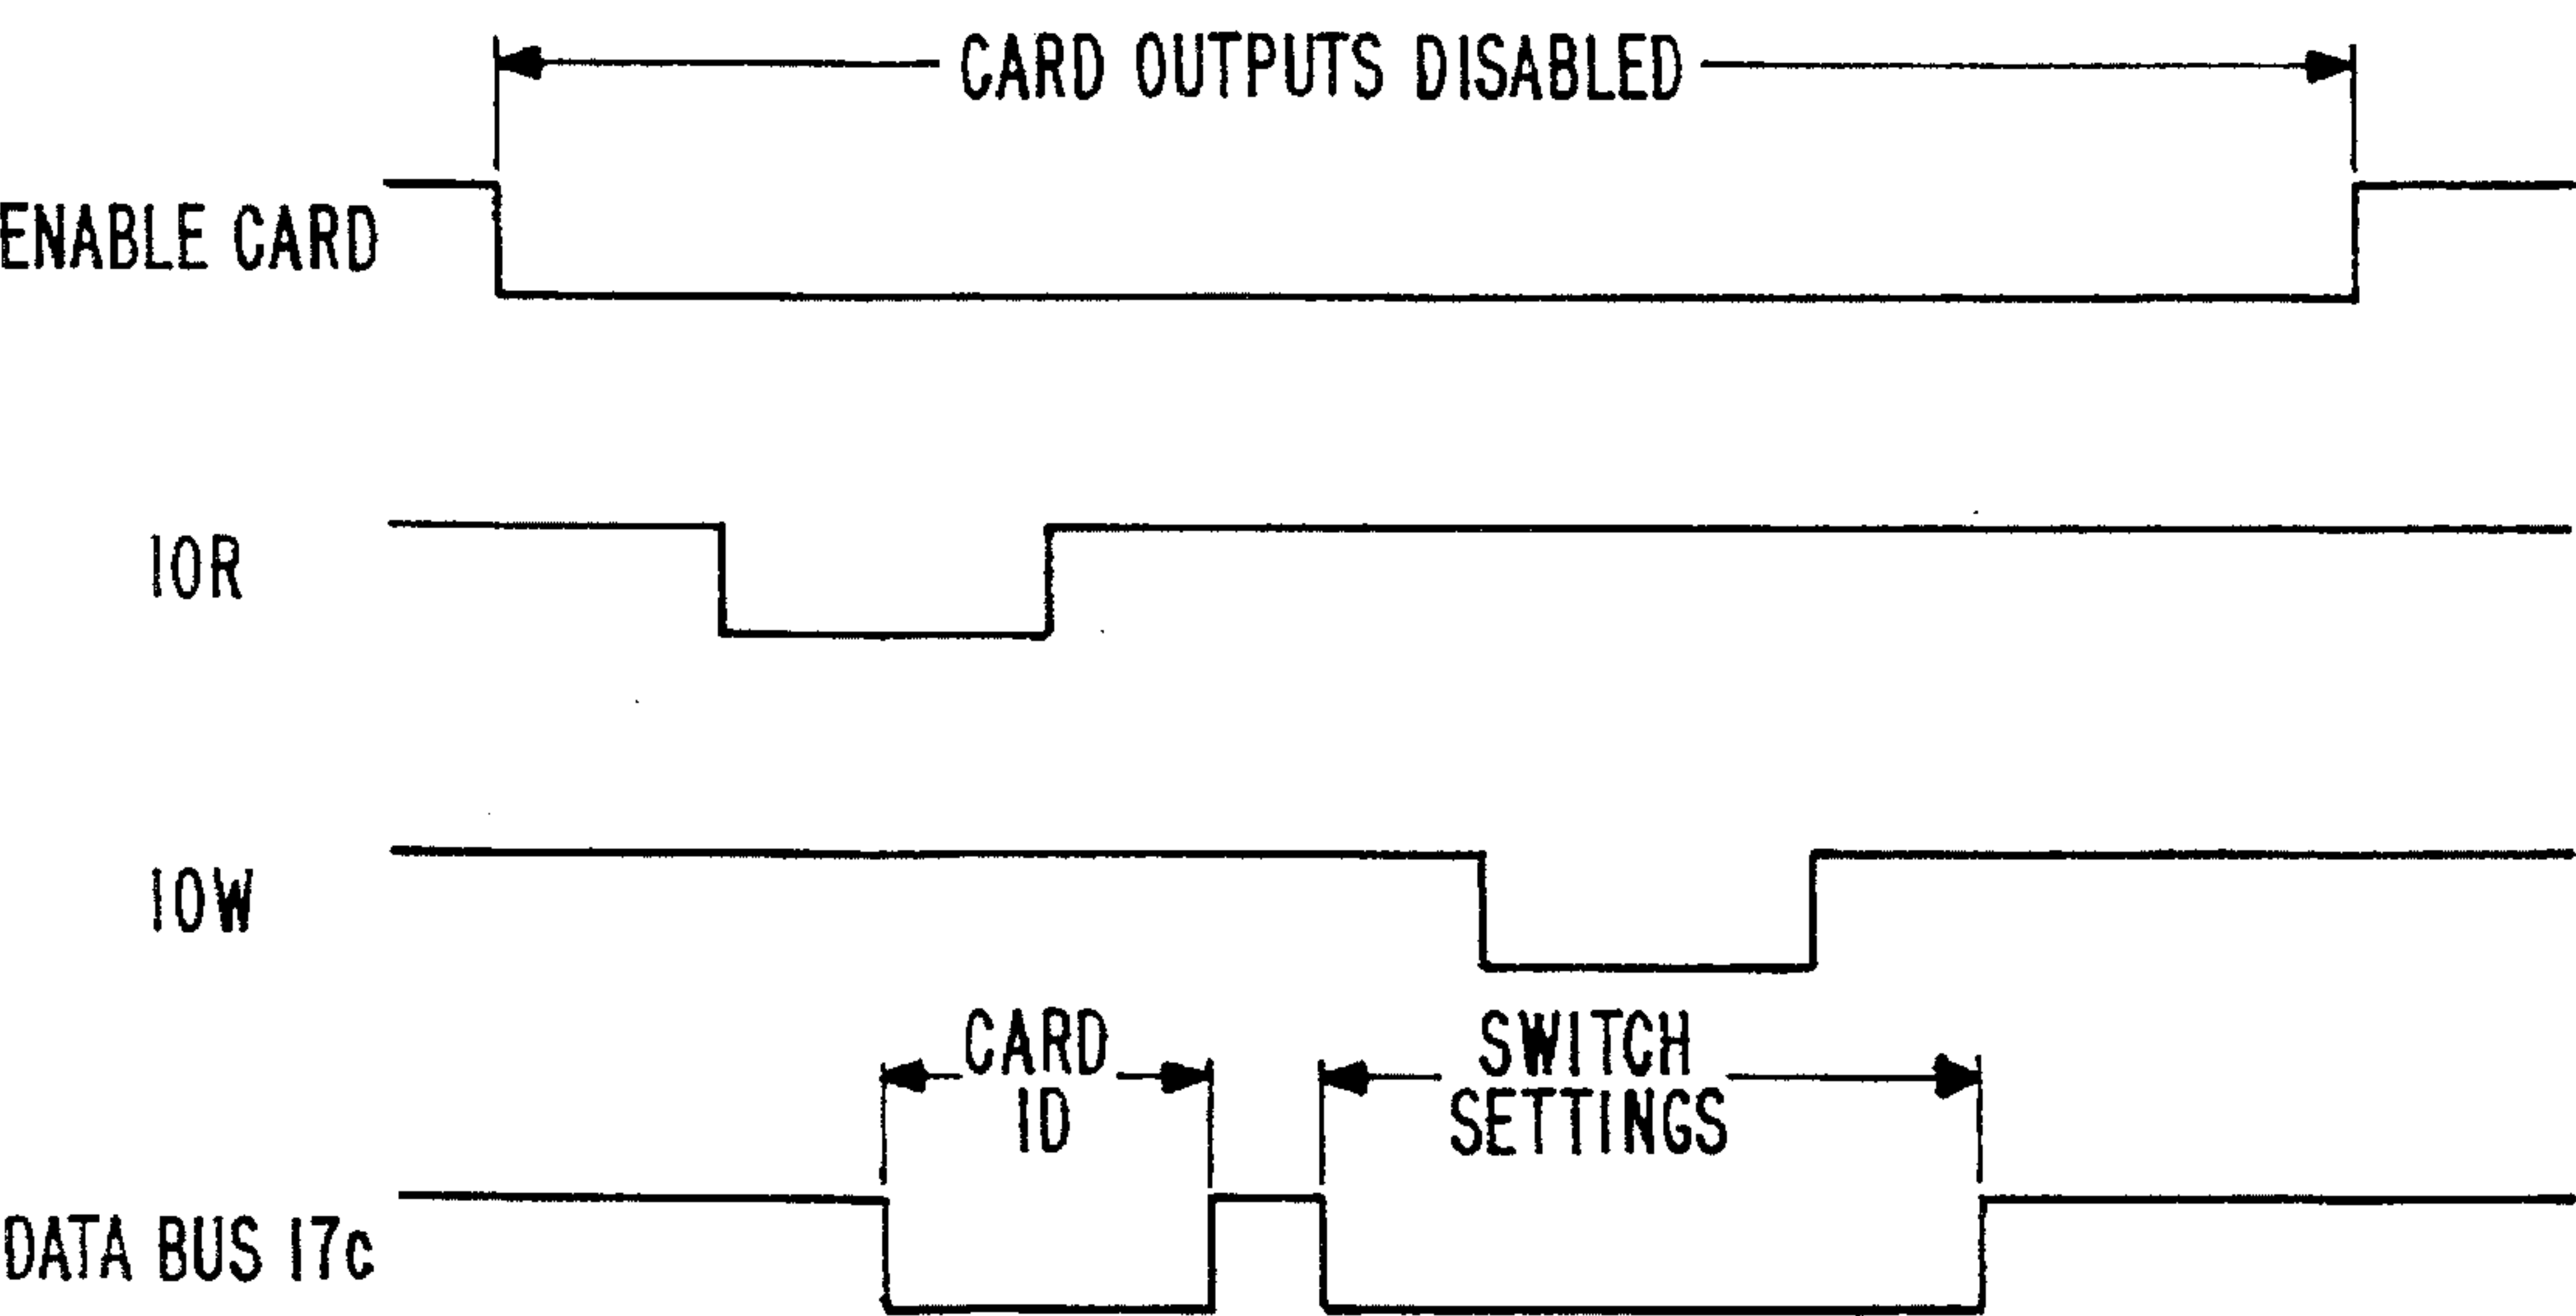 CARD OUTPUTS DISABLED
ENABLE CARD
IOR
IOW
CARD
ID
SWITCH
SETTINGS
DATA BUS 17c